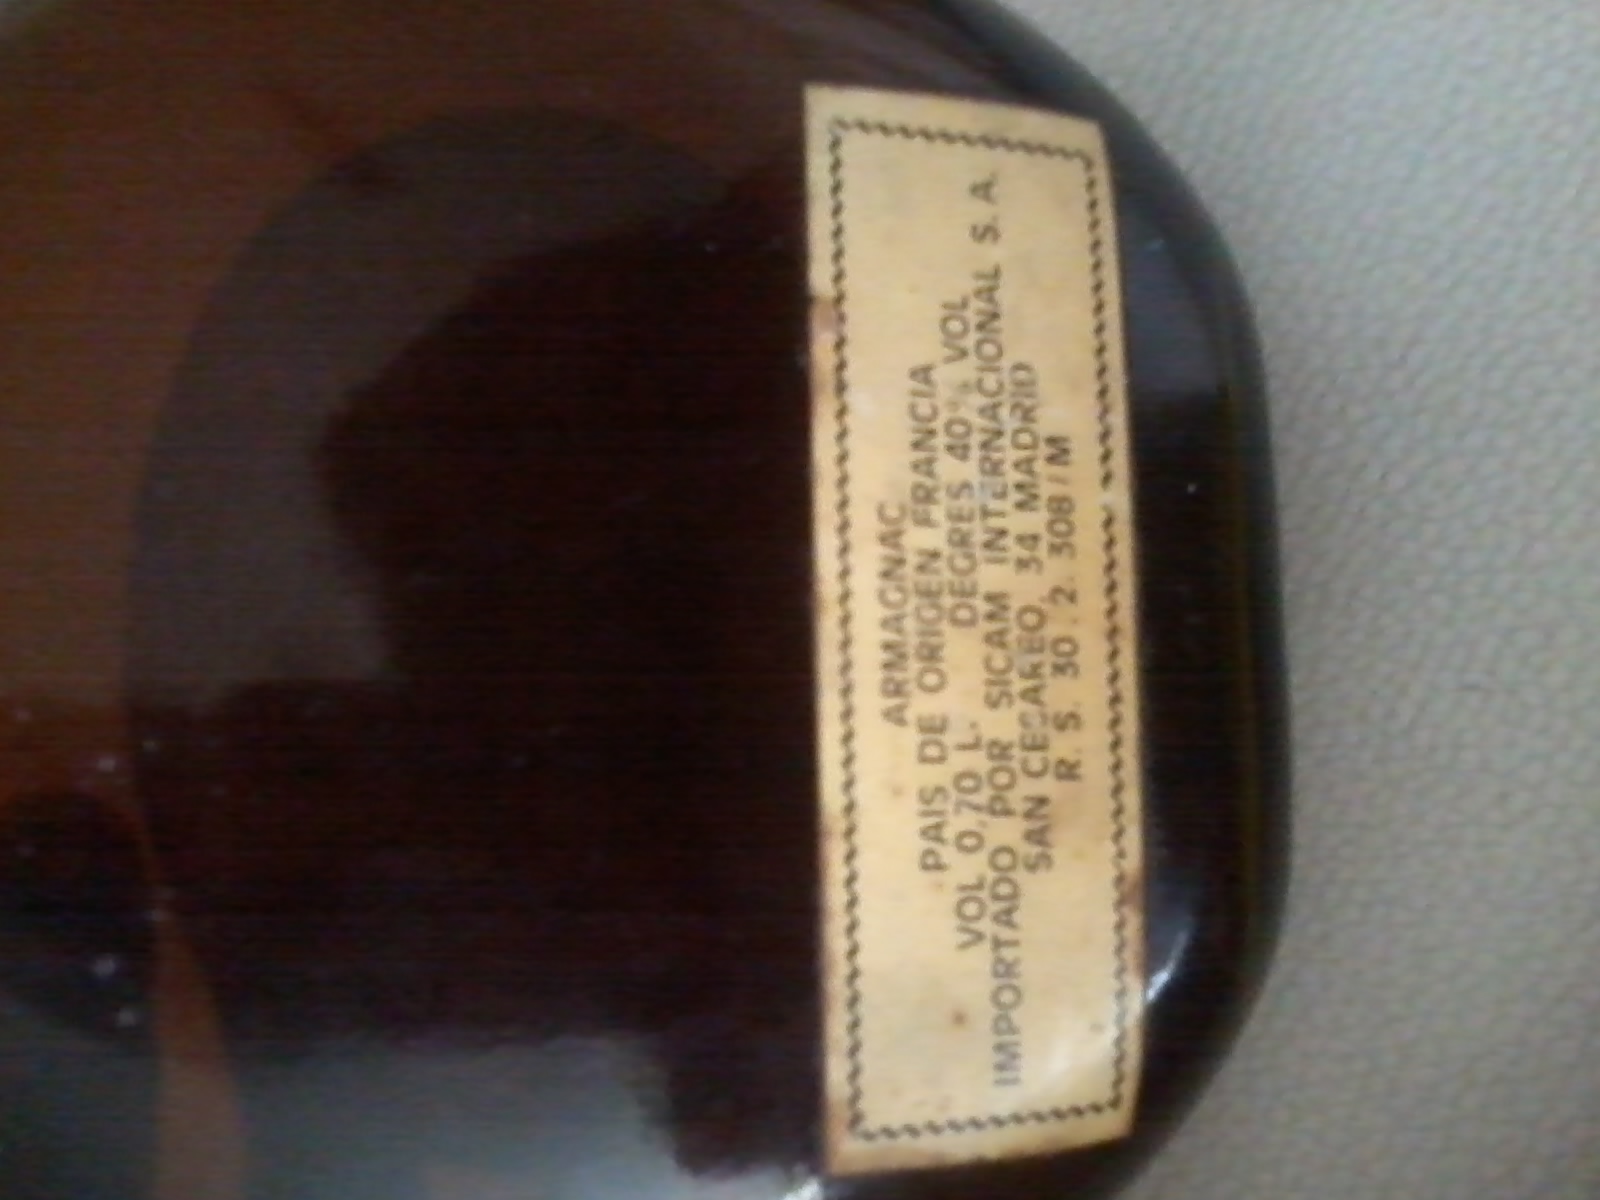 ARMAGNAC
PAIS DE ORIGEN FRANCIA
VOL 0,70 L. DEGRES 40% VOL
IMPORTADO POR SICAM INTERNACIONAL S. A.
SAN CESAREO, 34 MADRID
R. S. 30. 2. 308 / M